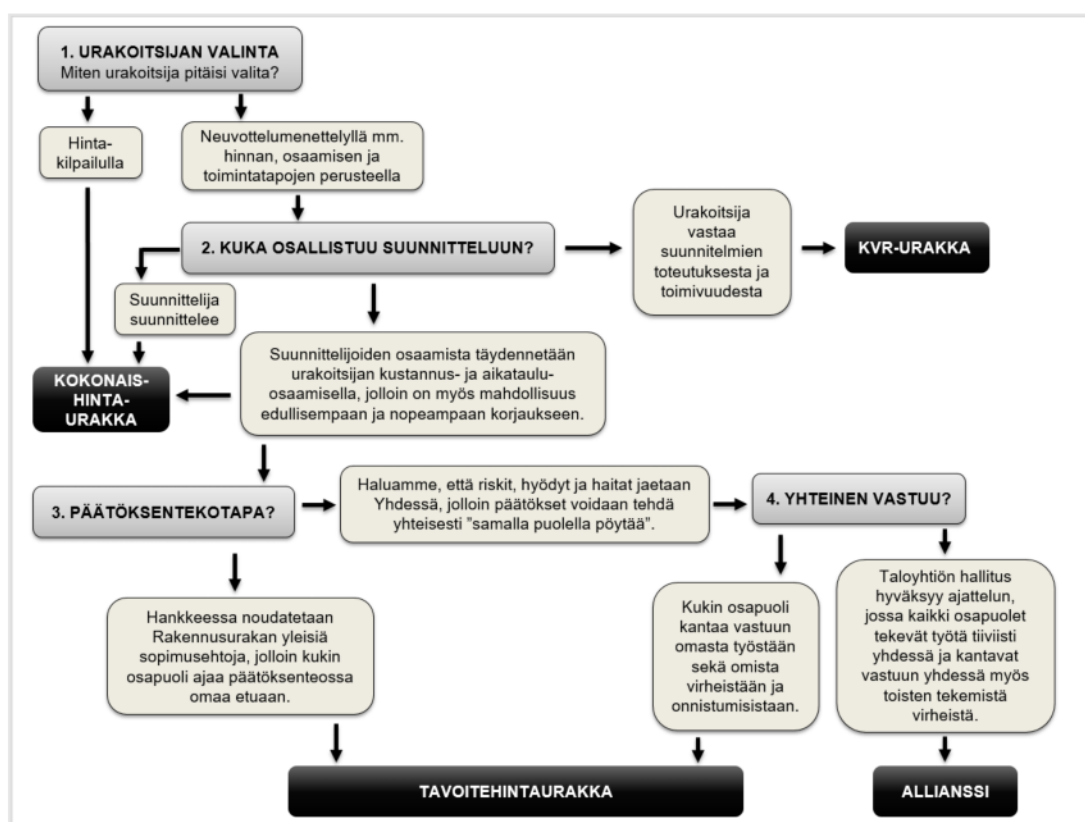 1. URAKOITSIJAN VALINTA
Miten urakoitsija pitäisi valita?
Hinta-
kilpailulla
Neuvottelumenettelyllä mm.
hinnan, osaamisen ja
toimintatapojen perusteella
2. KUKA OSALLISTUU SUUNNITTELUUN?
Urakoitsija
vastaa
suunnitelmien
toteutuksesta ja
toimivuudesta
KVR-URAKKA
Suunnittelija
suunnittelee
Suunnittelijoiden osaamista täydennetään
urakoitsijan kustannus- ja aikataulu-
osaamisella, jolloin on myös mahdollisuus
edullisempaan ja nopeampaan korjaukseen.
KOKONAIS-
HINTA-
URAKKA
3. PÄÄTÖKSENTEKOTAPA?
Haluamme, että riskit, hyödyt ja haitat jaetaan
Yhdessä, jolloin päätökset voidaan tehdä
yhteisesti ”samalla puolella pöytää”.
4. YHTEINEN VASTUU?
Hankkeessa noudatetaan
Rakennusurakan yleisiä
sopimusehtoja, jolloin kukin
osapuoli ajaa päätöksenteossa
omaa etuaan.
Kukin osapuoli
kantaa vastuun
omasta työstään
sekä omista
virheistään ja
onnistumisistaan.
Taloyhtiön hallitus
hyväksyy ajattelun,
jossa kaikki osapuolet
tekevät työtä tiiviisti
yhdessä ja kantavat
vastuun yhdessä myös
toisten tekemistä
virheistä.
TAVOITEHINTAURAKKA
ALLIANSSI